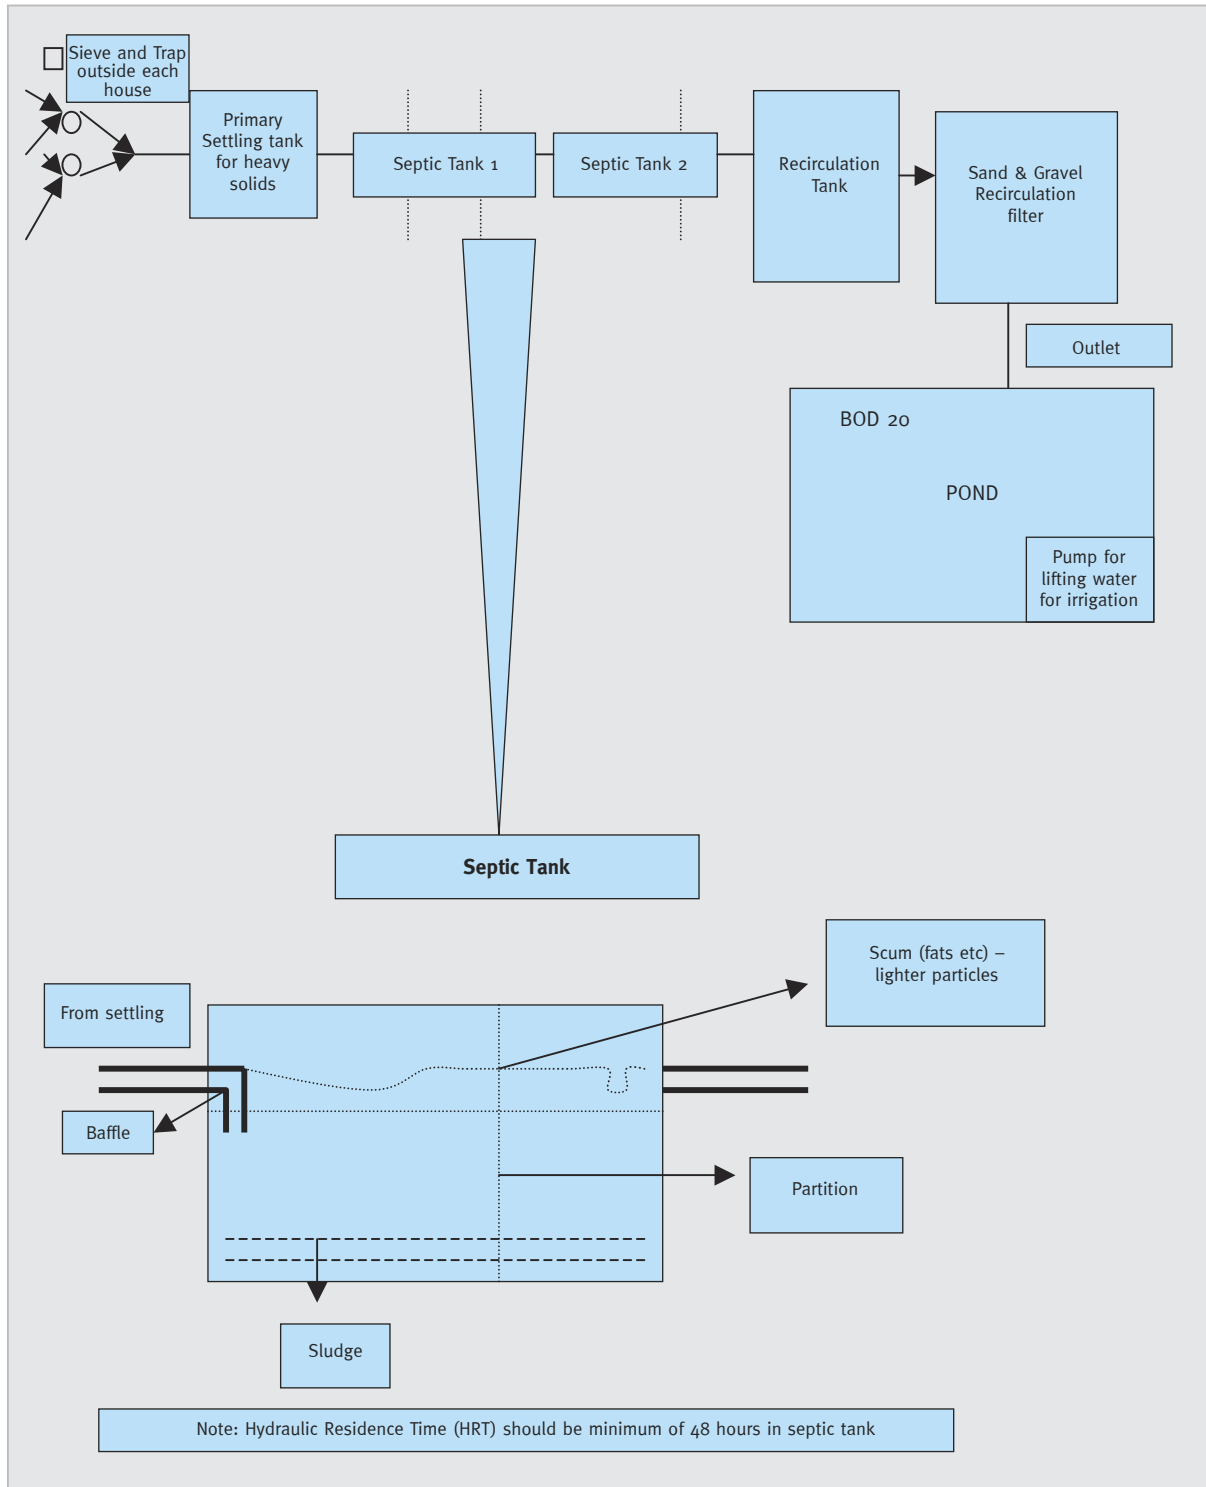 Sieve and Trap
outside each
house
Primary
Settling tank
for heavy
solids
Septic Tank 1
Septic Tank 2
Recirculation
Tank
Sand & Gravel
Recirculation
filter
Outlet
BOD 20
POND
Pump for
lifting water
for irrigation
Septic Tank
Scum (fats etc) –
lighter particles
From settling
Baffle
Partition
Sludge
Note: Hydraulic Residence Time (HRT) should be minimum of 48 hours in septic tank